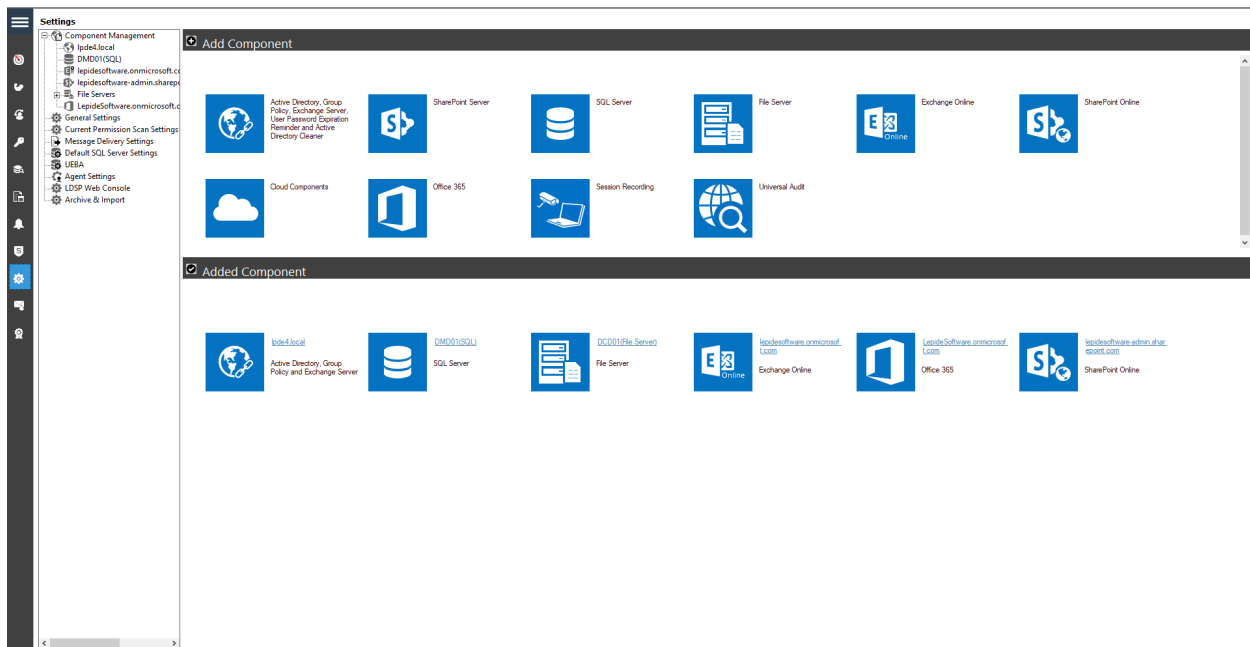 Settings
Component Management
lpde4.local
DMD01(SQL)
lepidesoftware.onmicrosoft.co
lepidesoftware-admin.sharepo
File Servers
LepideSoftware.onmicrosoft.c
General Settings
Current Permission Scan Settings
Message Delivery Settings
Default SQL Server Settings
UEBA
Agent Settings
LDSP Web Console
Archive & Import
Add Component
Active Directory, Group
Policy, Exchange Server,
User Password Expiration
Reminder and Active
Directory Cleaner
SharePoint Server
SQL Server
File Server
Exchange Online
SharePoint Online
Cloud Components
Office 365
Session Recording
Universal Audit
Added Component
lpde4.local
Active Directory, Group
Policy and Exchange Server
DMD01(SQL)
SQL Server
DCD01(File Server)
File Server
lepidesoftware.onmicrosof
t.com
Exchange Online
LepideSoftware.onmicrosof
t.com
Office 365
lepidesoftware-admin.shar
epoint.com
SharePoint Online
S
E
Online
S
E
Online
S